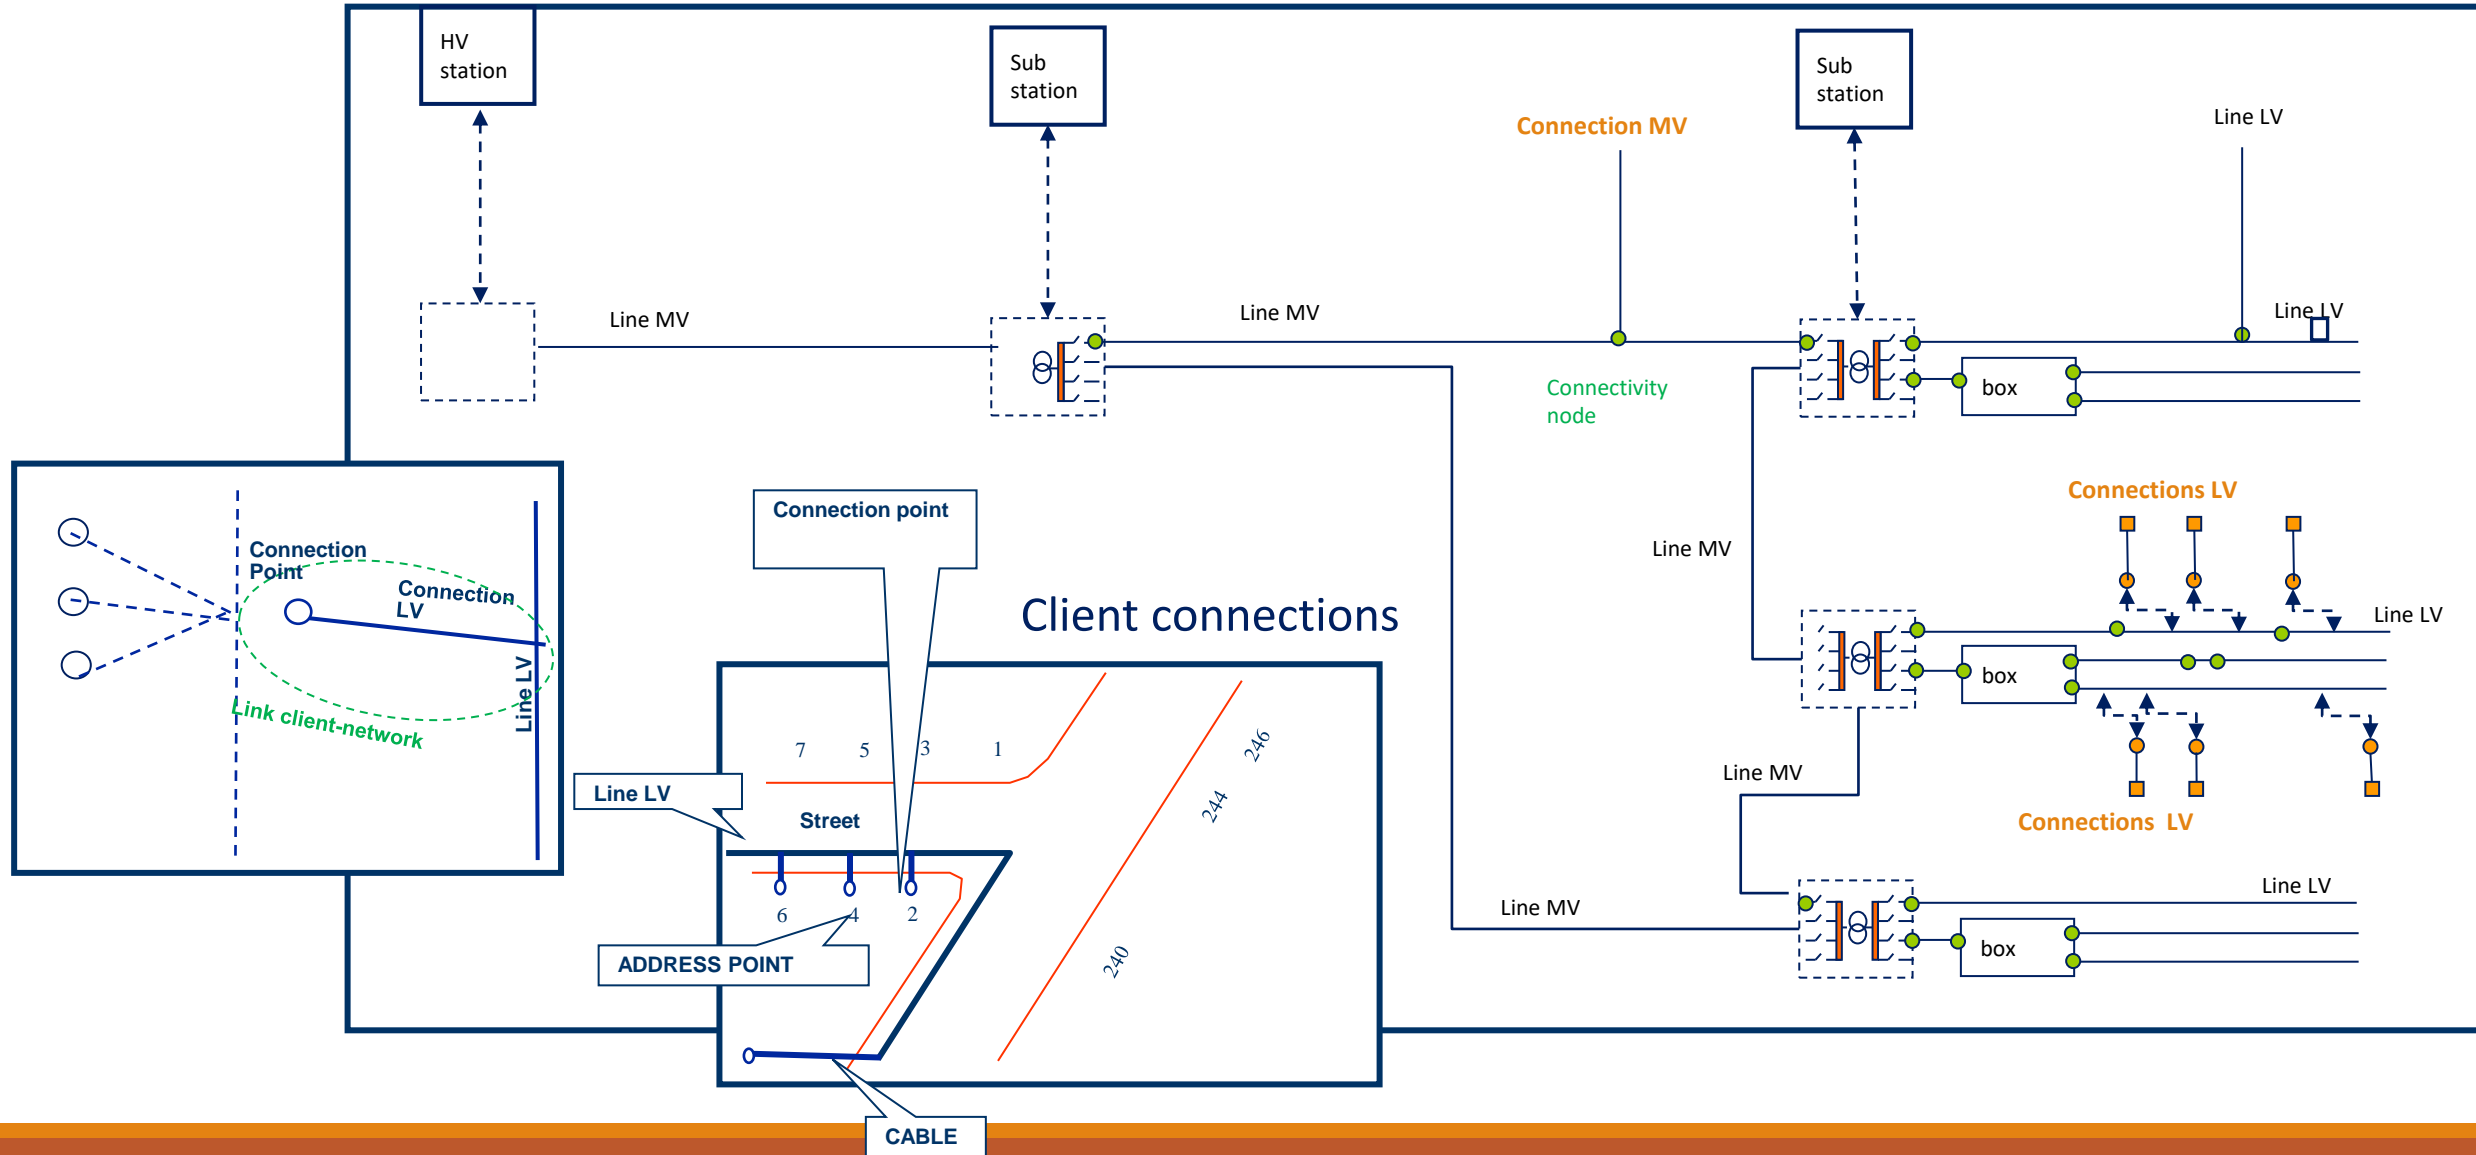 HV
station
Sub
station
Sub
station
Connection MV
Line LV
Line MV
Line MV
Line LV
Connectivity
node
box
Connection point
Connections LV
Connection
Point
Connection
LV
Line MV
Client connections
Line LV
Line LV
box
Link client-network
7 5 3 1
246
244
Line MV
Line LV
Street
Connections LV
6 4 2
Line MV
Line LV
ADDRESS POINT
240
box
CABLE